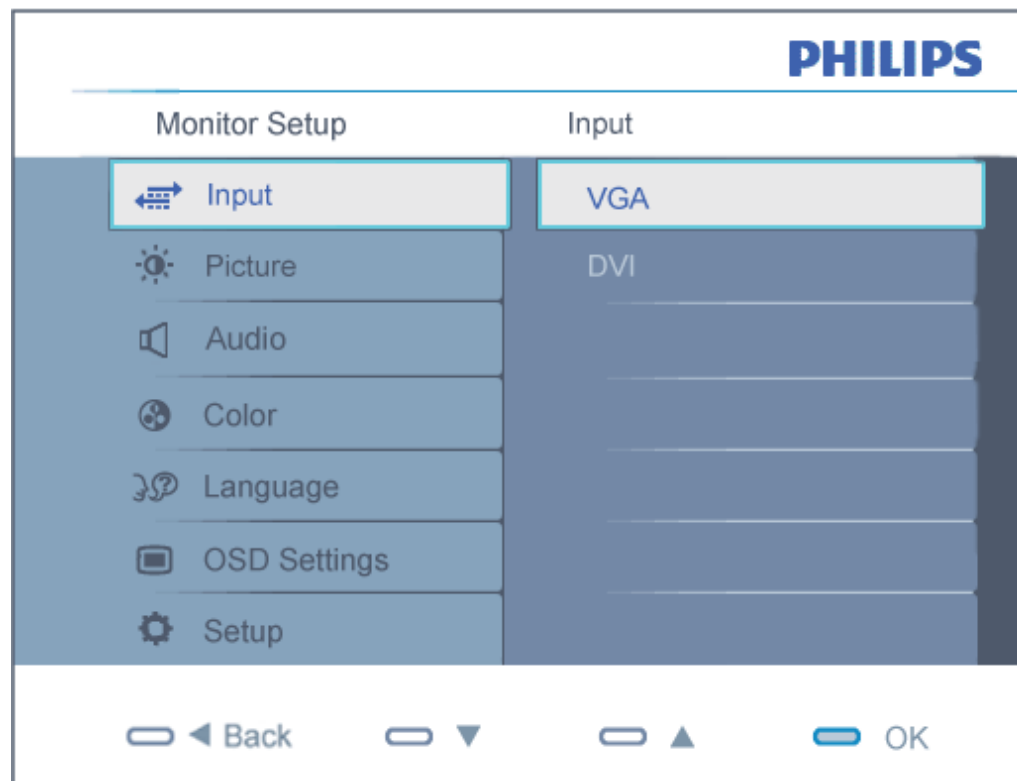 PHILIPS
Monitor Setup
Input
Input
VGA
Picture
DVI
Audio
Color
Language
OSD Settings
Setup
Back
OK